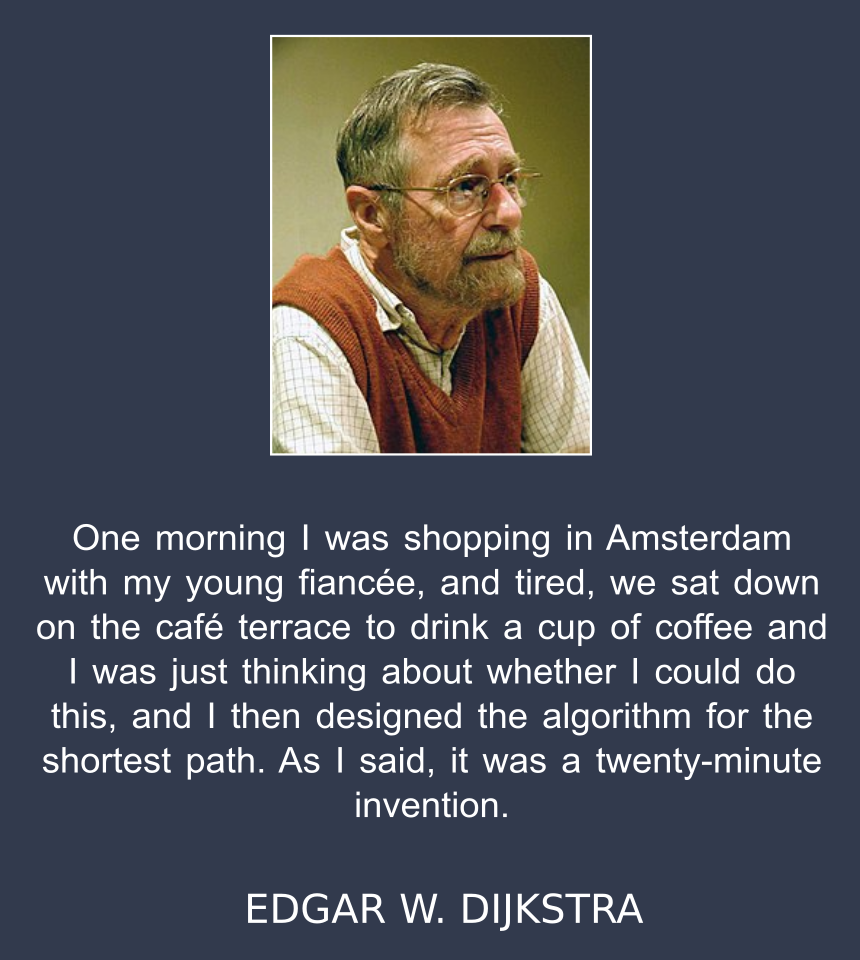 One morning I was shopping in Amsterdam
with my young fiancée, and tired, we sat down
on the café terrace to drink a cup of coffee and
I was just thinking about whether I could do
this, and I then designed the algorithm for the
shortest path. As I said, it was a twenty-minute
invention.
EDGAR W. DIJKSTRA